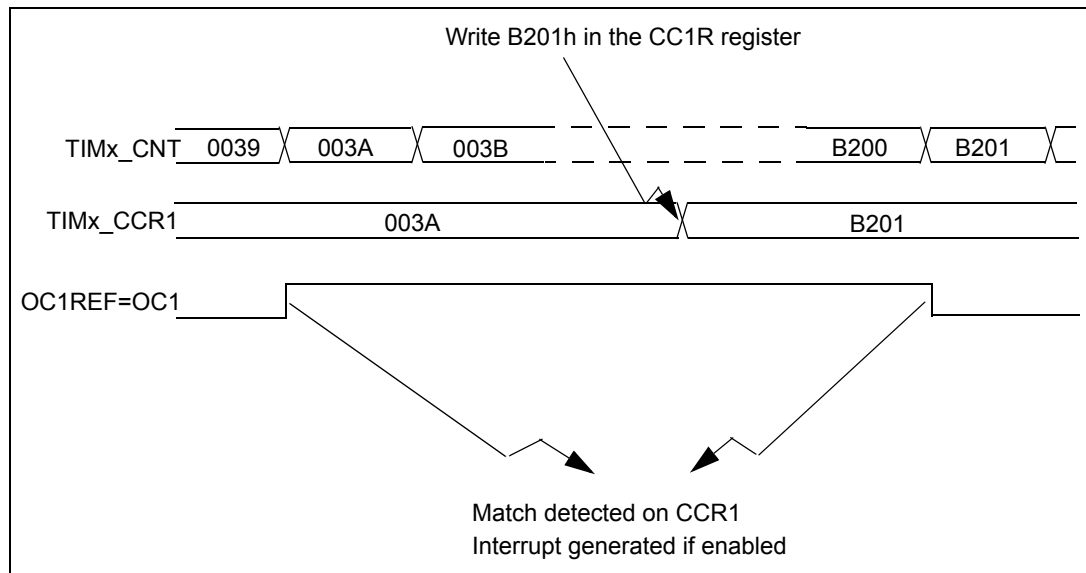 Write B201h in the CC1R register
TIMx_CNT 0039 003A 003B B200 B201
TIMx_CCR1 003A B201
OC1REF=OC1
Match detected on CCR1
Interrupt generated if enabled